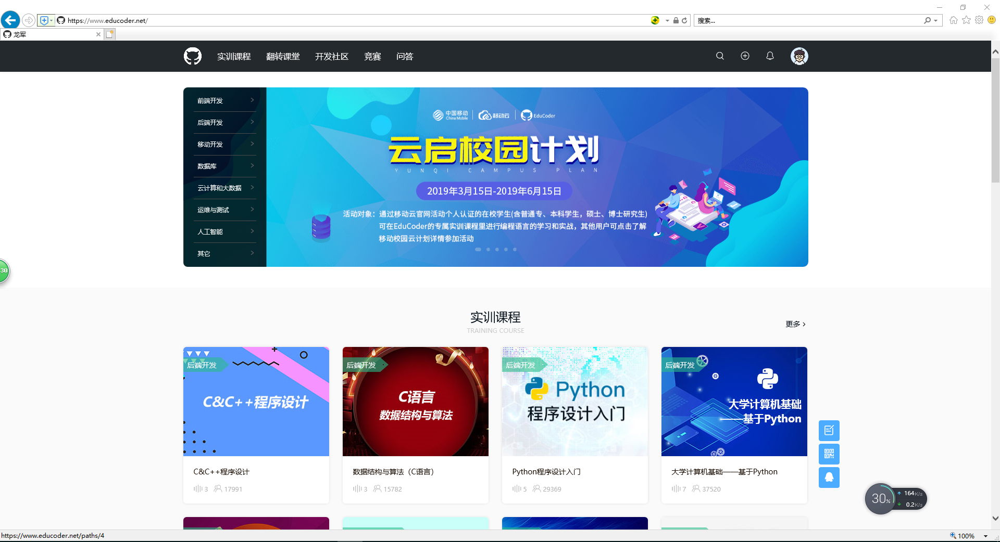 https://www.educoder.net/
搜索...
龙军
实训课程
翻转课堂
开发社区
竞赛
问答
前端开发
后端开发
移动开发
数据库
云计算和大数据
运维与测试
人工智能
其它
中国移动
China Mobile
移动云
EduCoder
云启校园计划
YUNQI CAMPUS PLAN
2019年3月15日-2019年6月15日
活动对象：通过移动云官网活动个人认证的在校学生(含普通专、本科学生，硕士、博士研究生)
可在EduCoder的专属实训课程里进行编程语言的学习和实战，其他用户可点击了解
移动校园云计划详情参加活动
30
实训课程
TRAINING COURSE
更多
后端开发
C&C++程序设计
后端开发
C语言
数据结构与算法
后端开发
Python
程序设计入门
后端开发
大学计算机基础
——基于Python
C&C++程序设计
3 17991
数据结构与算法（C语言）
3 15782
Python程序设计入门
5 29369
大学计算机基础——基于Python
7 37520
30%
164K/s
0.2K/s
https://www.educoder.net/paths/4
100%